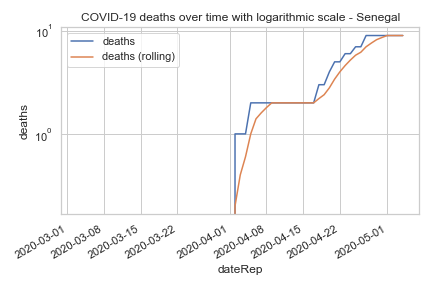 COVID-19 deaths over time with logarithmic scale - Senegal
deaths
deaths (rolling)
10¹
10⁰
deaths
2020-03-01
2020-03-08
2020-03-15
2020-03-22
2020-04-01
2020-04-08
2020-04-15
2020-04-22
2020-05-01
dateRep